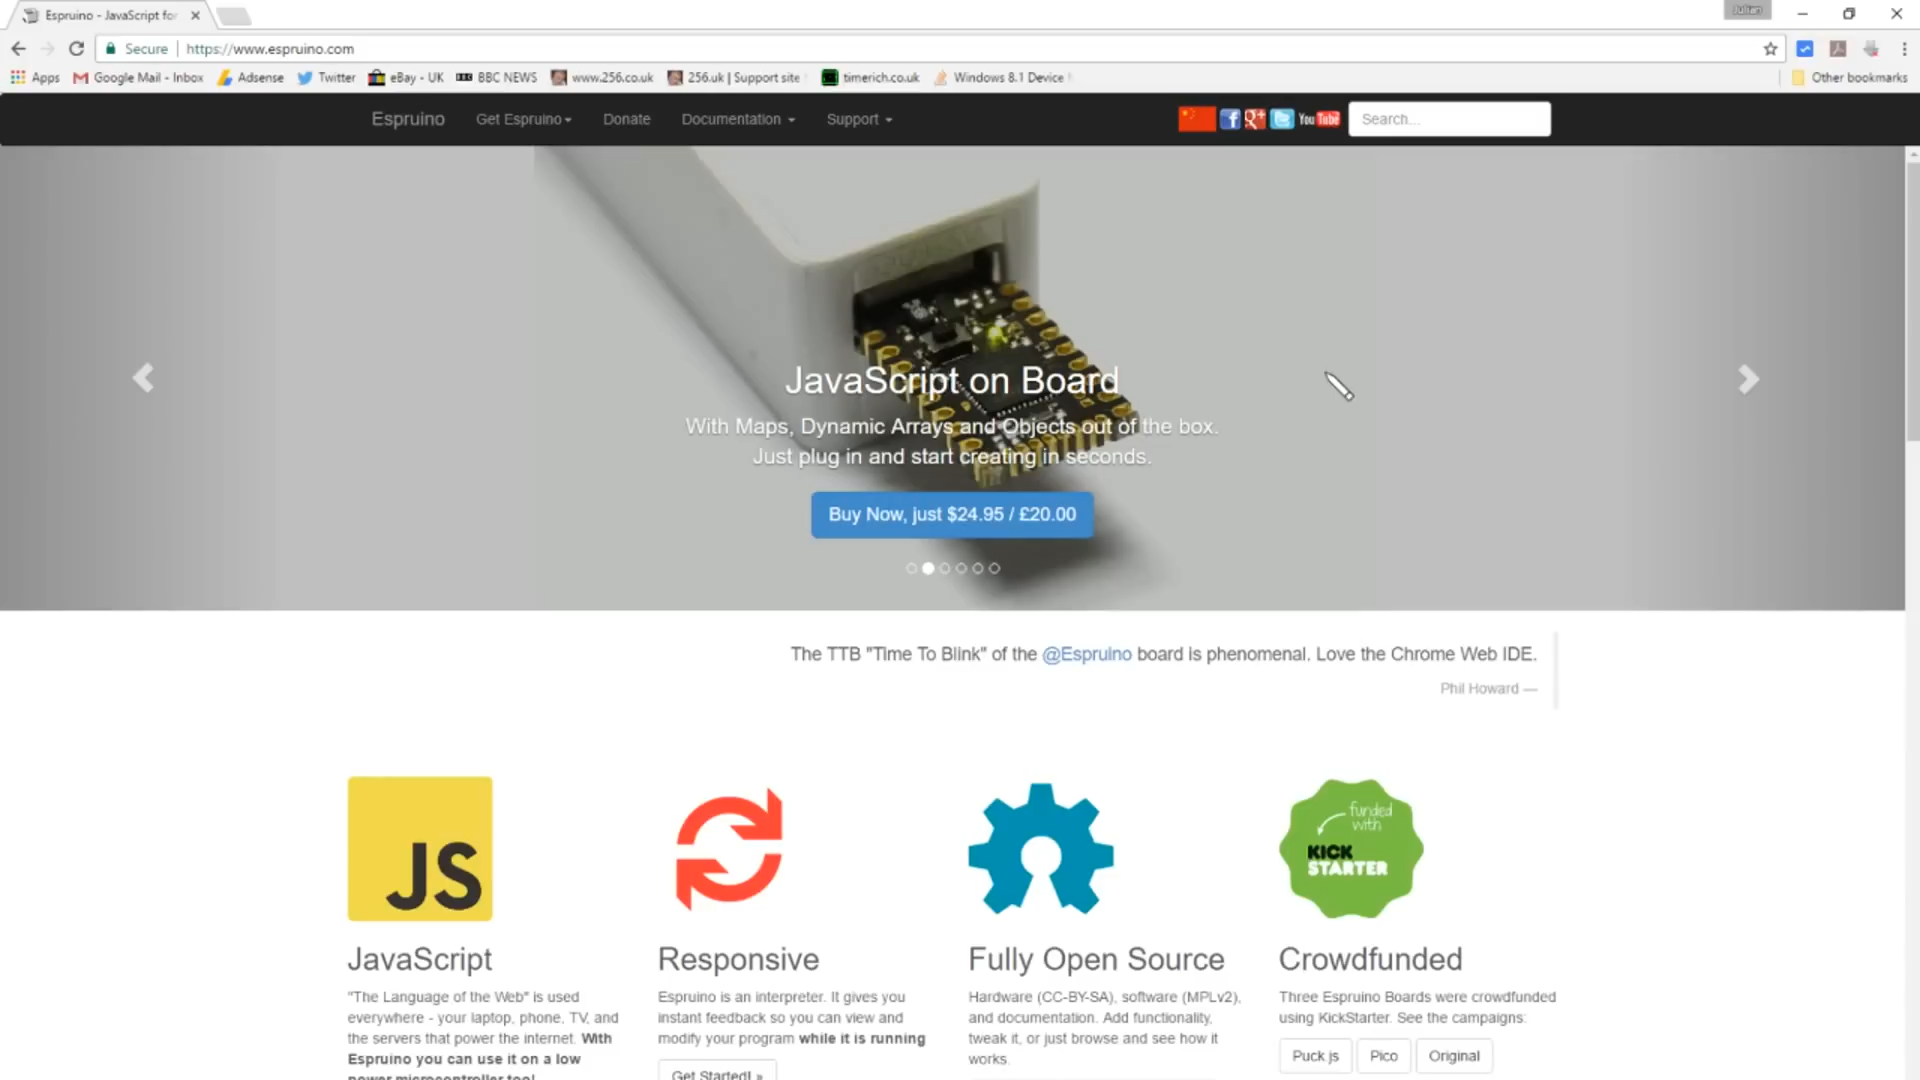 Espruino - JavaScript for
Julian
Secure
https://www.espruino.com
Apps
Google Mail - Inbox
Adsense
Twitter
eBay - UK
BBC NEWS
www.256.co.uk
256.uk | Support site
timerich.co.uk
Windows 8.1 Device
Other bookmarks
Espruino
Get Espruino
Donate
Documentation
Support
You Tube
Search...
JavaScript on Board
With Maps, Dynamic Arrays and Objects out of the box.
Just plug in and start creating in seconds.
Buy Now, just $24.95 / £20.00
The TTB "Time To Blink" of the @Espruino board is phenomenal. Love the Chrome Web IDE.
Phil Howard —
JS
funded
with
KICK
STARTER
JavaScript
"The Language of the Web" is used
everywhere - your laptop, phone, TV, and
the servers that power the internet. With
Espruino you can use it on a low
power microcontroller too!
Responsive
Espruino is an interpreter. It gives you
instant feedback so you can view and
modify your program while it is running
Get Started! »
Fully Open Source
Hardware (CC-BY-SA), software (MPLv2),
and documentation. Add functionality,
tweak it, or just browse and see how it
works.
Crowdfunded
Three Espruino Boards were crowdfunded
using KickStarter. See the campaigns:
Puck js
Pico
Original